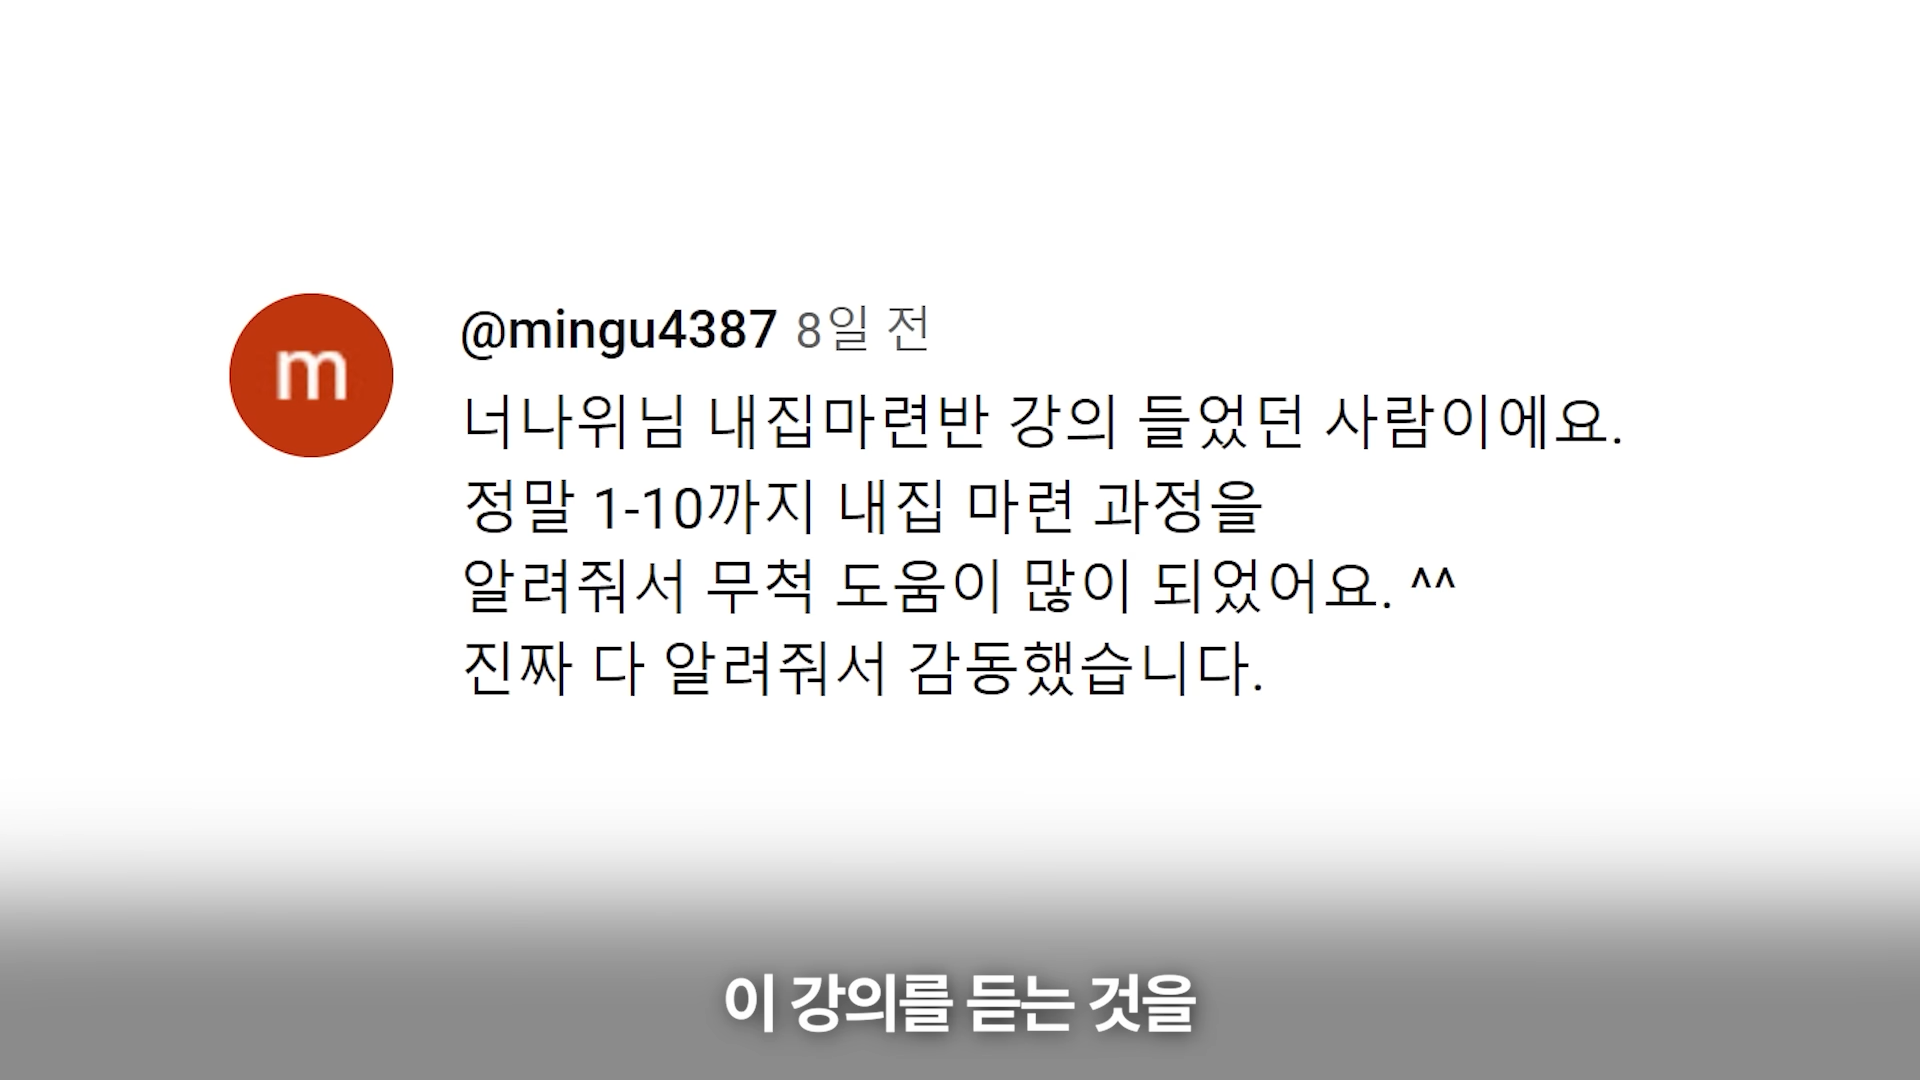 m
@mingu4387 8일 전
너나위님 내집마련반 강의 들었던 사람이에요.
정말 1-10까지 내집 마련 과정을
알려줘서 무척 도움이 많이 되었어요. ^^
진짜 다 알려줘서 감동했습니다.
이 강의를 듣는 것을